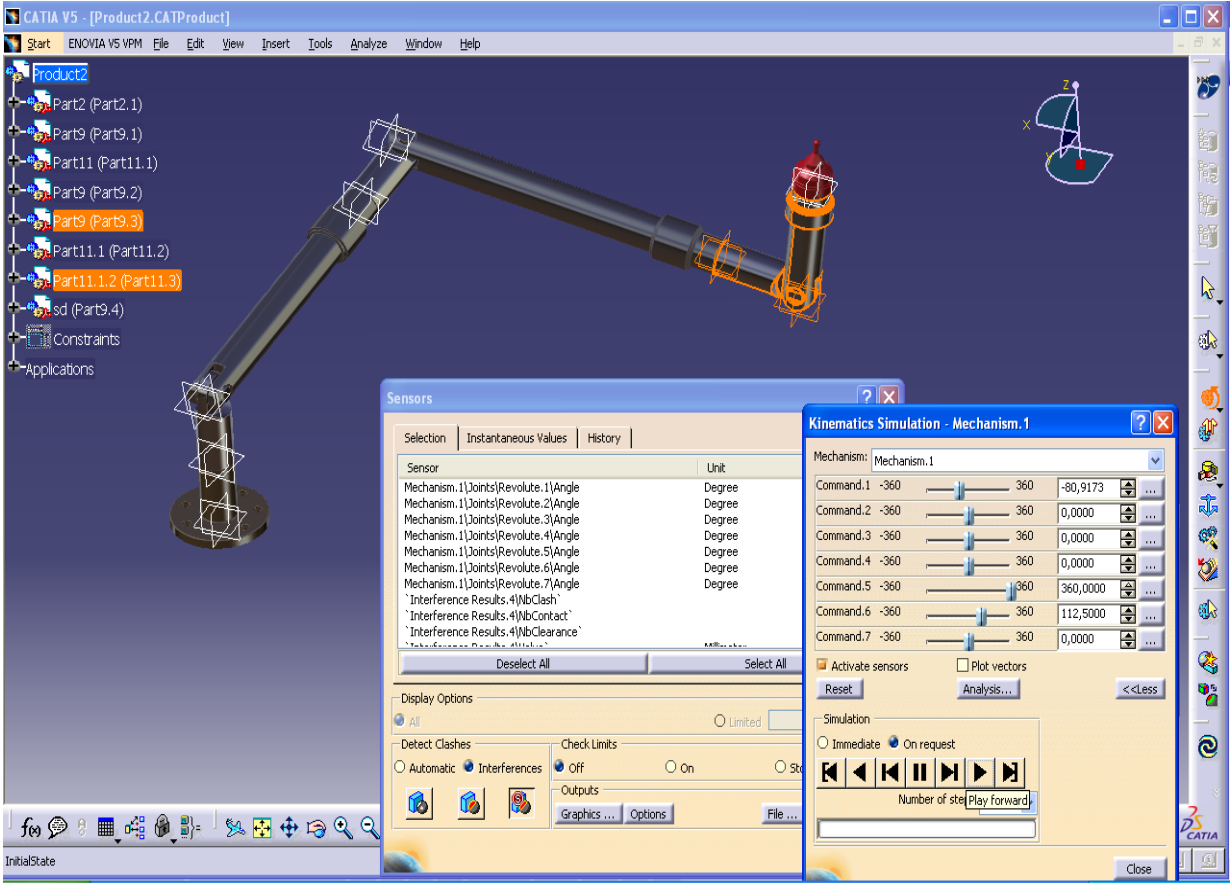 CATIA V5 - [Product2.CATProduct]
Start ENOVIA V5 VPM File Edit View Insert Tools Analyze Window Help
Product2
Part2 (Part2.1)
Part9 (Part9.1)
Part11 (Part11.1)
Part9 (Part9.2)
Part9 (Part9.3)
Part11.1 (Part11.2)
Part11.1.2 (Part11.3)
sd (Part9.4)
Constraints
Applications
Z
X
Y
Sensors
Selection Instantaneous Values History
Sensor Unit
Mechanism.1\Joints\Revolute.1\Angle Degree
Mechanism.1\Joints\Revolute.2\Angle Degree
Mechanism.1\Joints\Revolute.3\Angle Degree
Mechanism.1\Joints\Revolute.4\Angle Degree
Mechanism.1\Joints\Revolute.5\Angle Degree
Mechanism.1\Joints\Revolute.6\Angle Degree
Mechanism.1\Joints\Revolute.7\Angle Degree
`Interference Results.4\NbClash`
`Interference Results.4\NbContact`
`Interference Results.4\NbClearance`
Deselect All Select All
Display Options
All Limited
Detect Clashes
Automatic Interferences
Check Limits
Off On Sto
Outputs
Graphics ... Options File ...
Kinematics Simulation - Mechanism.1
Mechanism: Mechanism.1
Command.1 -360 360 -80,9173 ...
Command.2 -360 360 0,0000 ...
Command.3 -360 360 0,0000 ...
Command.4 -360 360 0,0000 ...
Command.5 -360 360 360,0000 ...
Command.6 -360 360 112,5000 ...
Command.7 -360 360 0,0000 ...
Activate sensors Plot vectors
Reset Analysis... <<Less
Simulation
Immediate On request
Number of ste Play forward
Close
f(x)
CATIA
InitialState